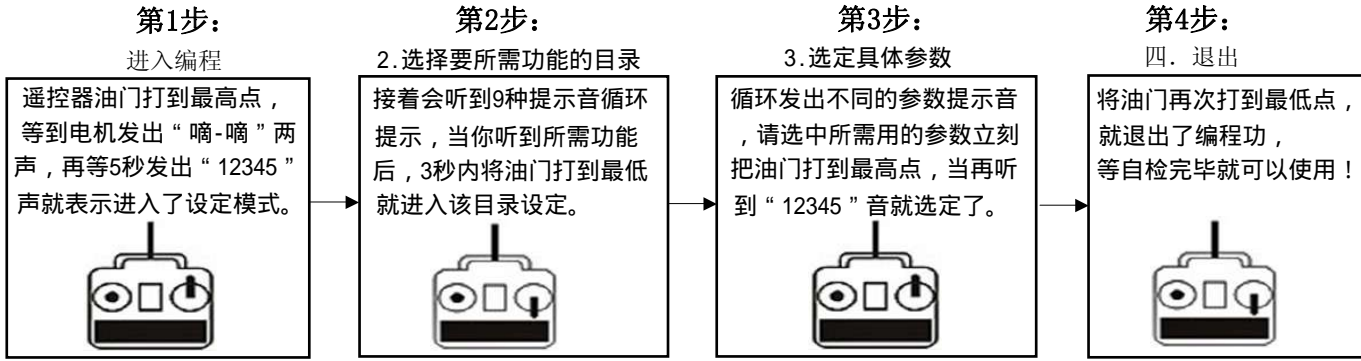 第1步：
进入编程
遥控器油门打到最高点，
等到电机发出“嘀-嘀”两
声，再等5秒发出“12345”
声就表示进入了设定模式。
第2步：
2.选择要所需功能的目录
接着会听到9种提示音循环
提示，当你听到所需功能
后，3秒内将油门打到最低
就进入该目录设定。
第3步：
3.选定具体参数
循环发出不同的参数提示音
，请选中所需用的参数立刻
把油门打到最高点，当再听
到“12345”音就选定了。
第4步：
四．退出
将油门再次打到最低点，
就退出了编程功，
等自检完毕就可以使用！